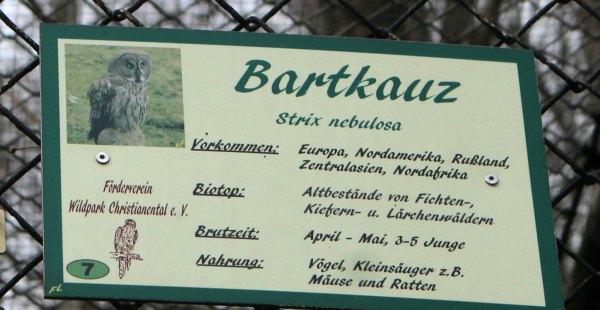 Bartkauz
Strix nebulosa
Vorkommen: Europa, Nordamerika, Rußland,
Zentralasien, Nordafrika
Biotop: Altbestände von Fichten-,
Kiefern- u. Lärchenwäldern
Brutzeit: April - Mai, 3-5 Junge
Nahrung: Vögel, Kleinsäuger z.B.
Mäuse und Ratten
Förderverein
Wildpark Christianental e. V.
7
FL